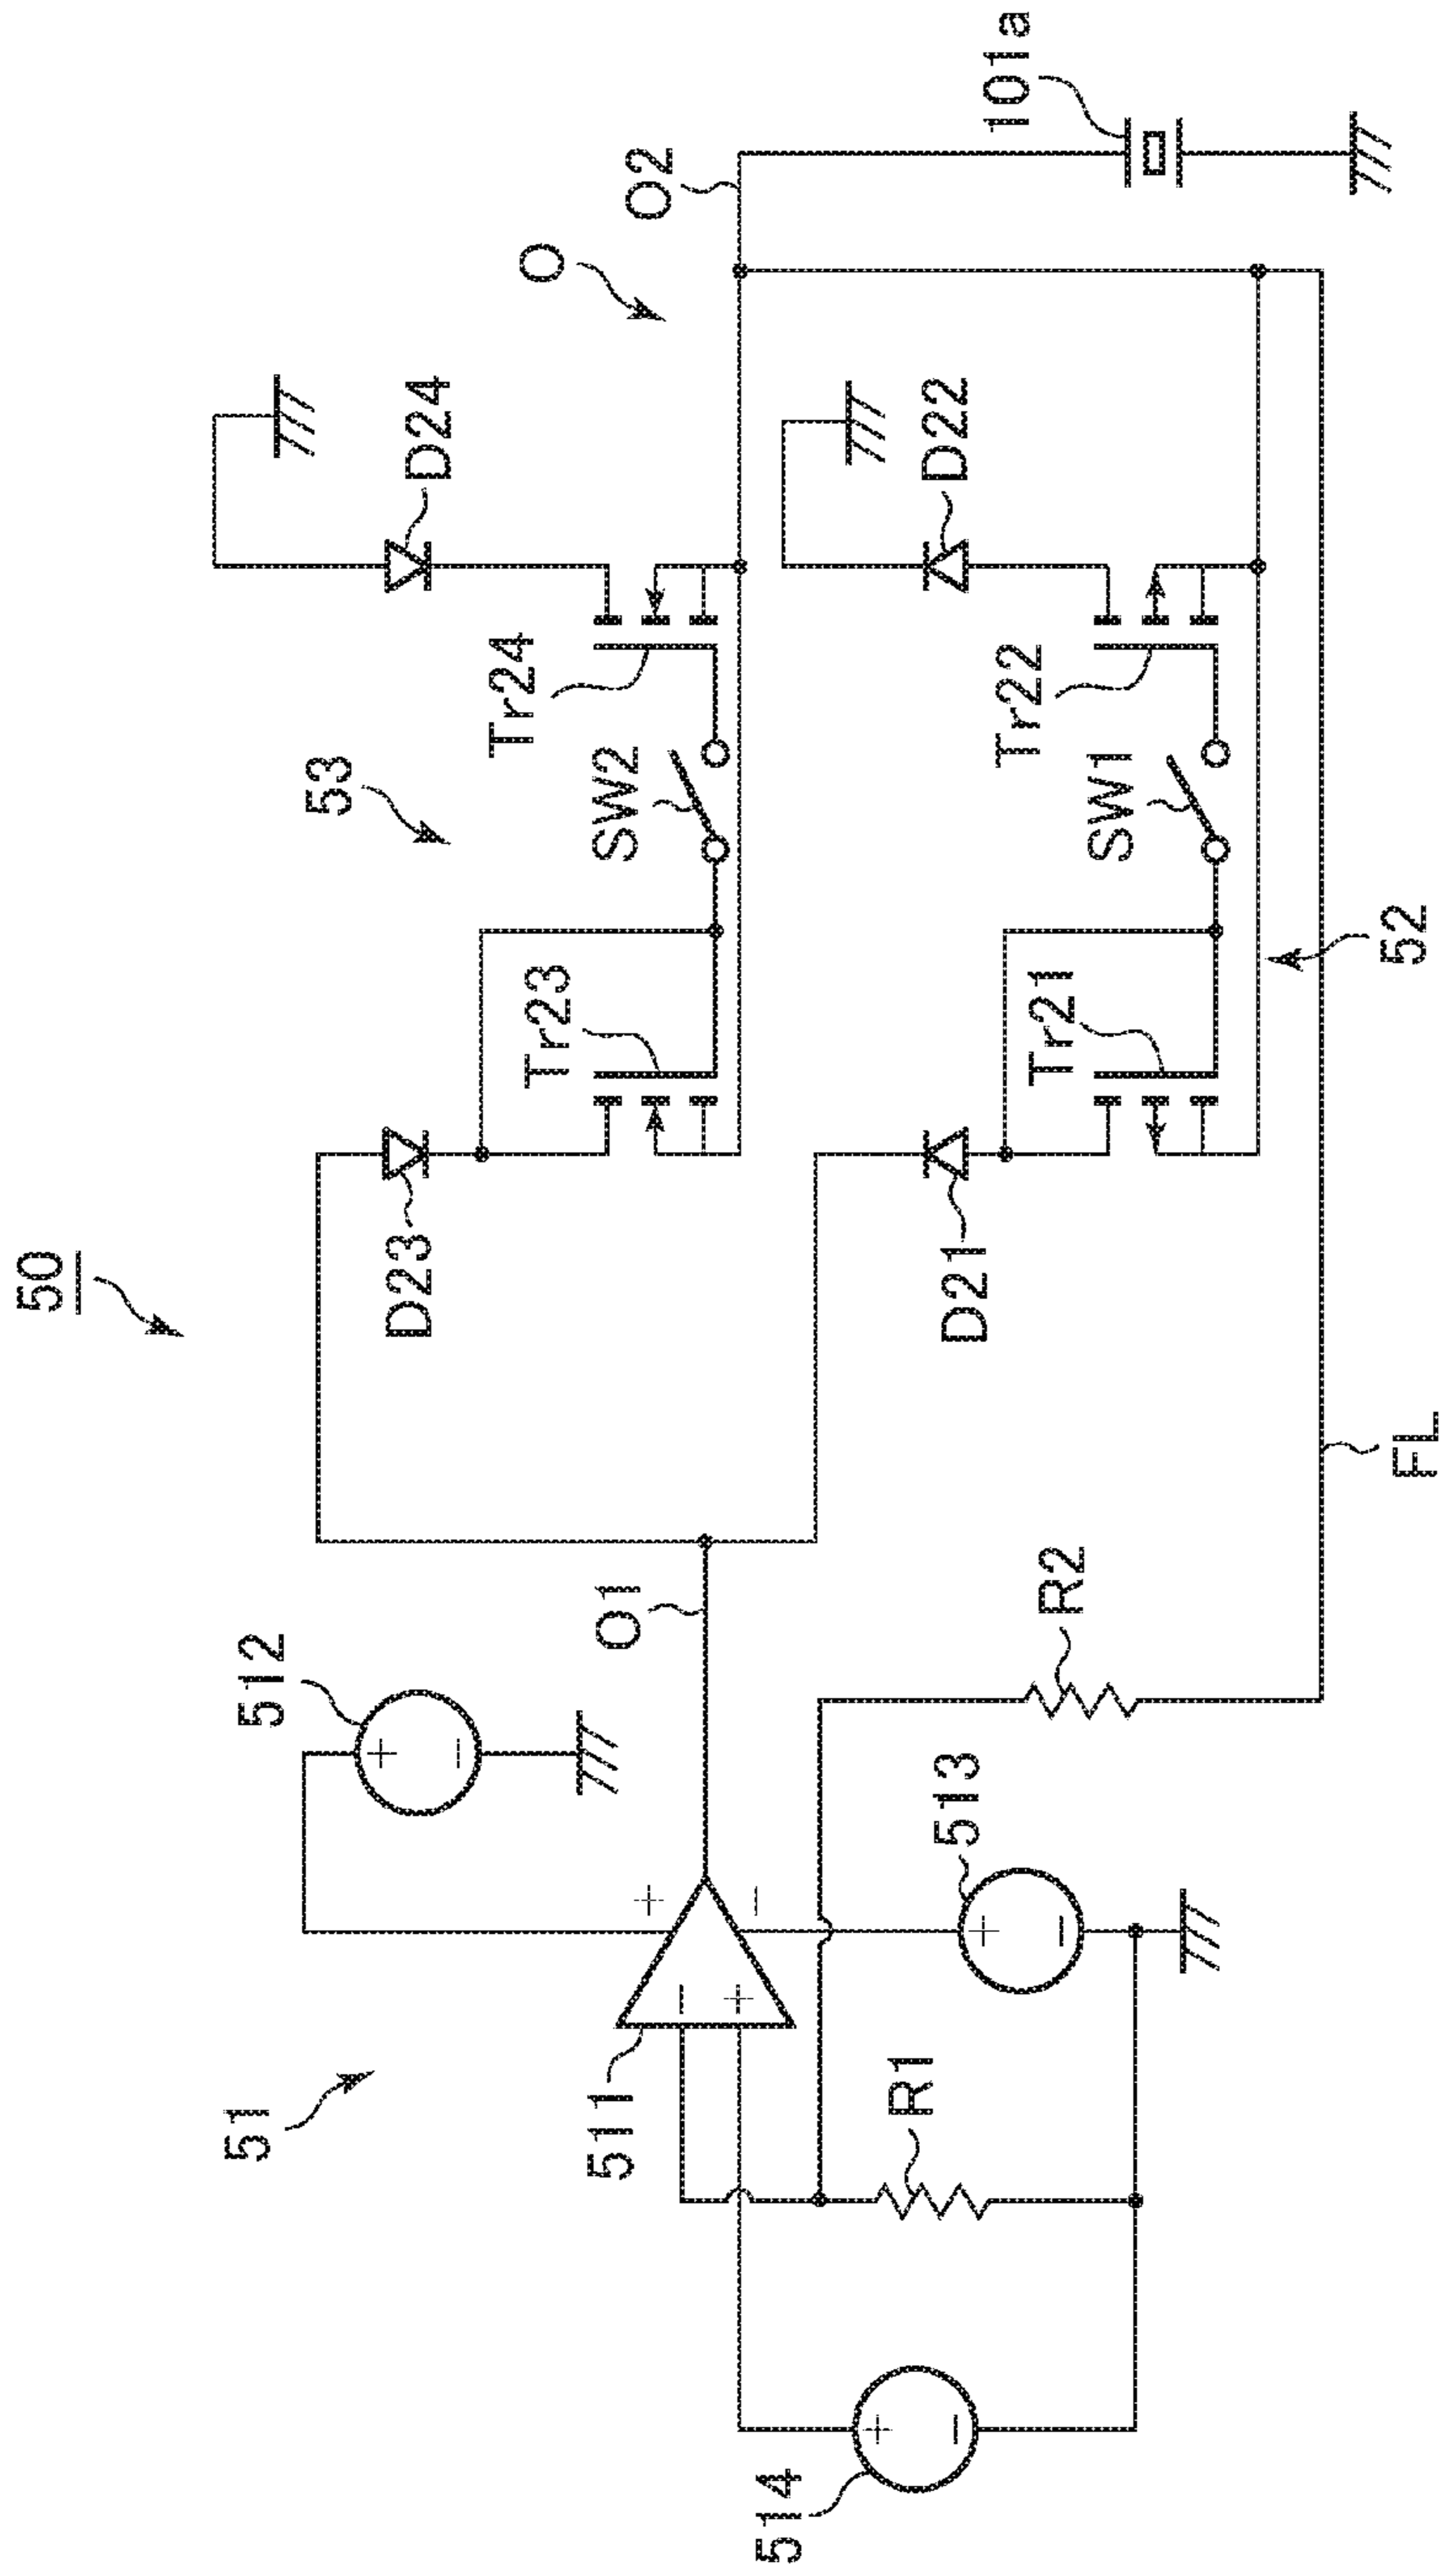 50
51
512
+
−
O1
+
−
511
−
+
514
+
−
R1
513
+
−
R2
FL
D23
Tr23
53
SW2
Tr24
D24
O
O2
101a
D21
Tr21
SW1
Tr22
D22
52